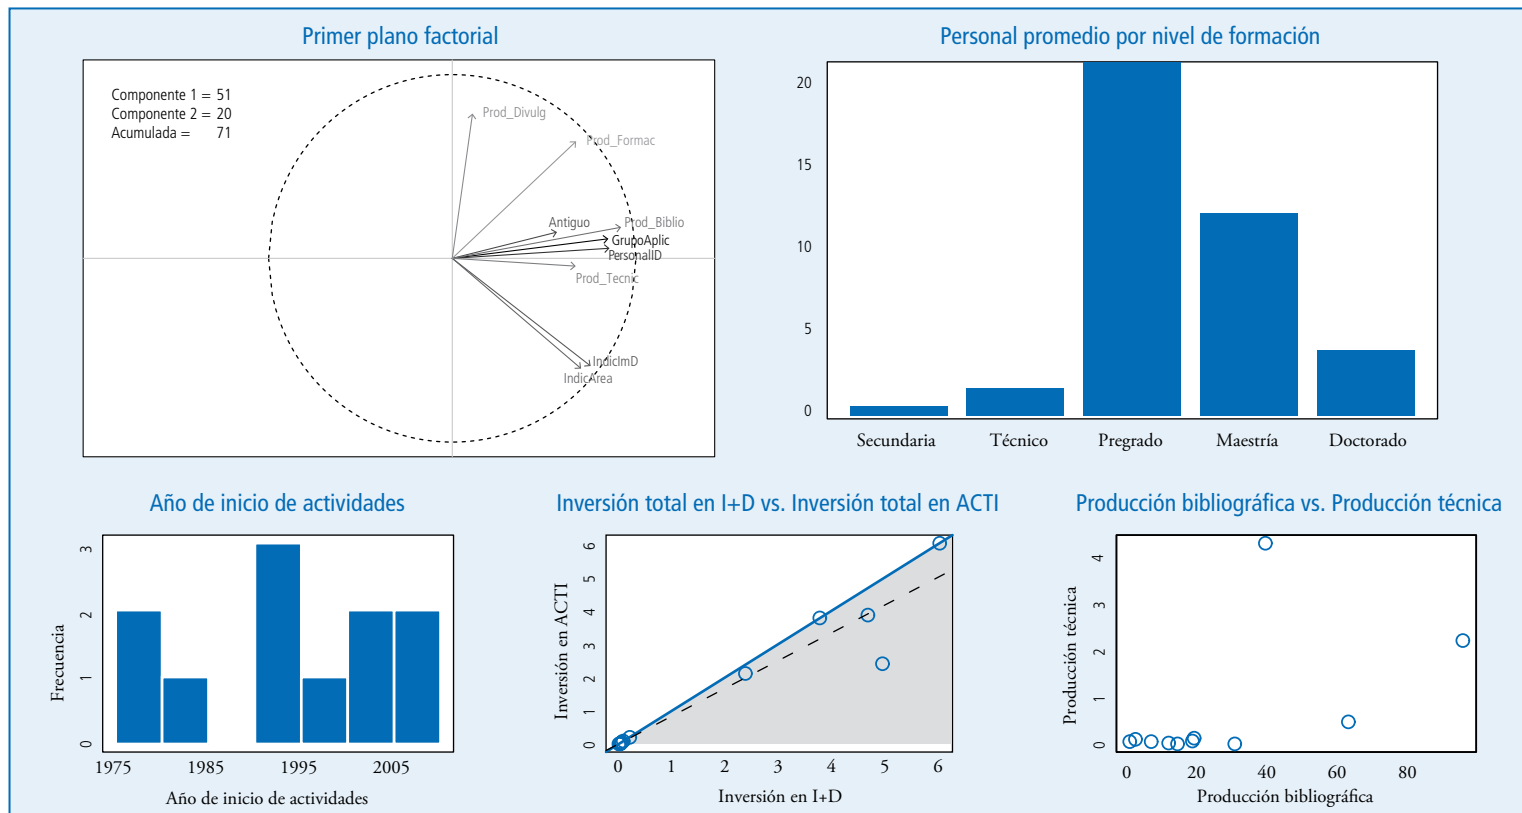 Primer plano factorial
Componente 1 = 51
Componente 2 = 20
Acumulada = 71
Prod_Divulg
Prod_Formac
Antiguo
Prod_Biblio
GrupoAplic
PersonalID
Prod_Tecnic
IndicImD
IndicArea
Personal promedio por nivel de formación
20
15
10
5
0
Secundaria Técnico Pregrado Maestría Doctorado
Año de inicio de actividades
Frecuencia
3
2
1
0
1975 1985 1995 2005
Año de inicio de actividades
Inversión total en I+D vs. Inversión total en ACTI
Inversión en ACTI
6
5
4
3
2
1
0
0 1 2 3 4 5 6
Inversión en I+D
Producción bibliográfica vs. Producción técnica
Producción técnica
4
3
2
1
0
0 20 40 60 80
Producción bibliográfica